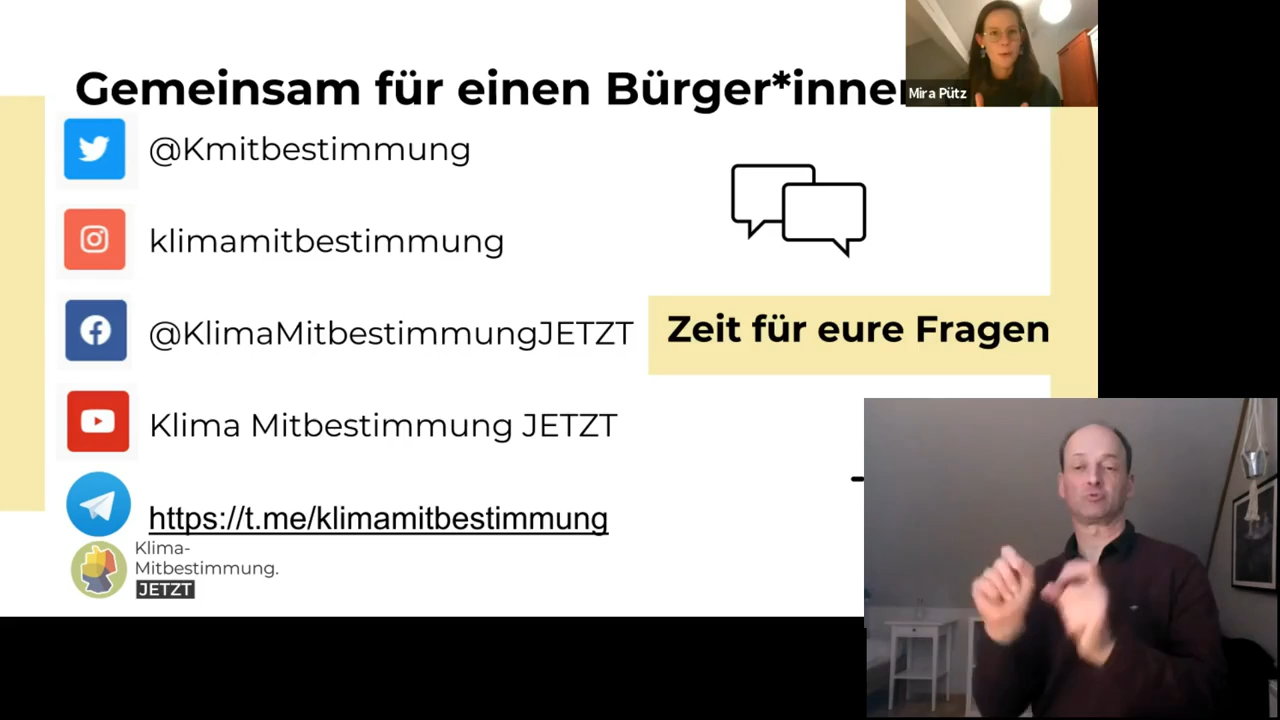 Gemeinsam für einen Bürger*innen
Mira Pütz
@Kmitbestimmung
klimamitbestimmung
@KlimaMitbestimmungJETZT
Zeit für eure Fragen
Klima Mitbestimmung JETZT
https://t.me/klimamitbestimmung
Klima-
Mitbestimmung.
JETZT